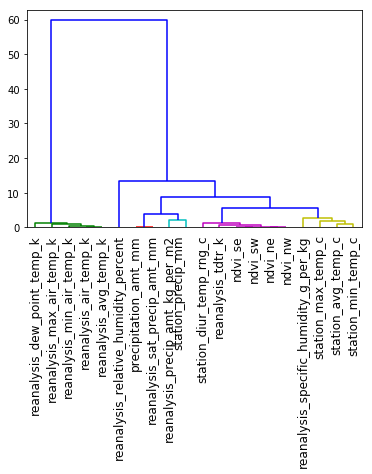 60
50
40
30
20
10
0
reanalysis_dew_point_temp_k
reanalysis_max_air_temp_k
reanalysis_min_air_temp_k
reanalysis_air_temp_k
reanalysis_avg_temp_k
reanalysis_relative_humidity_percent
precipitation_amt_mm
reanalysis_sat_precip_amt_mm
reanalysis_precip_amt_kg_per_m2
station_precip_mm
station_diur_temp_rng_c
reanalysis_tdtr_k
ndvi_se
ndvi_sw
ndvi_ne
ndvi_nw
reanalysis_specific_humidity_g_per_kg
station_max_temp_c
station_avg_temp_c
station_min_temp_c